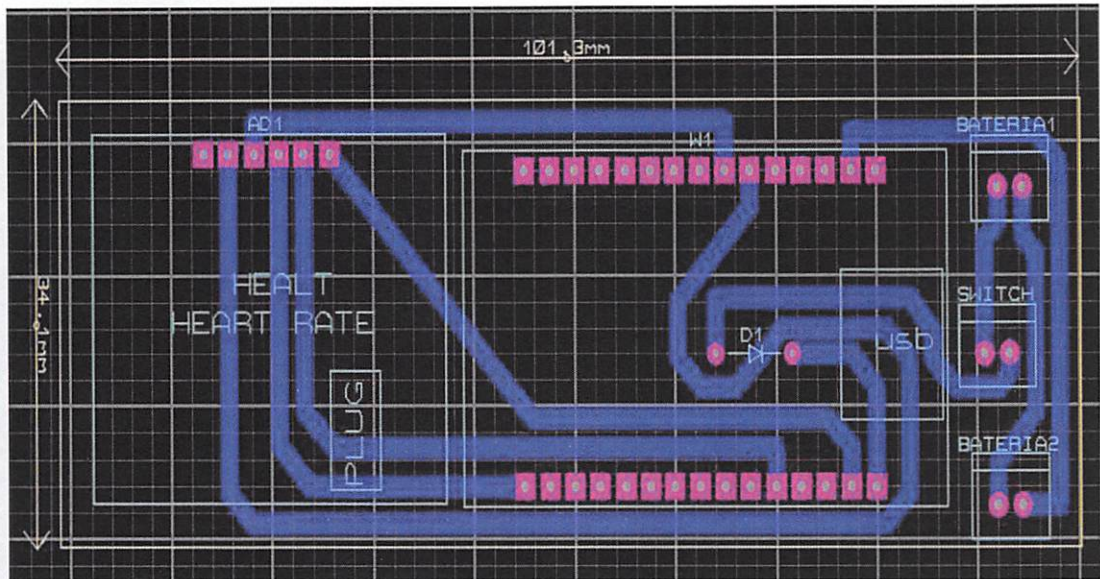 101,3mm
AD1
W1
BATERIA1
34.1mm
HEALT
HEART RATE
SWITCH
D1
usb
PLUG
BATERIA2